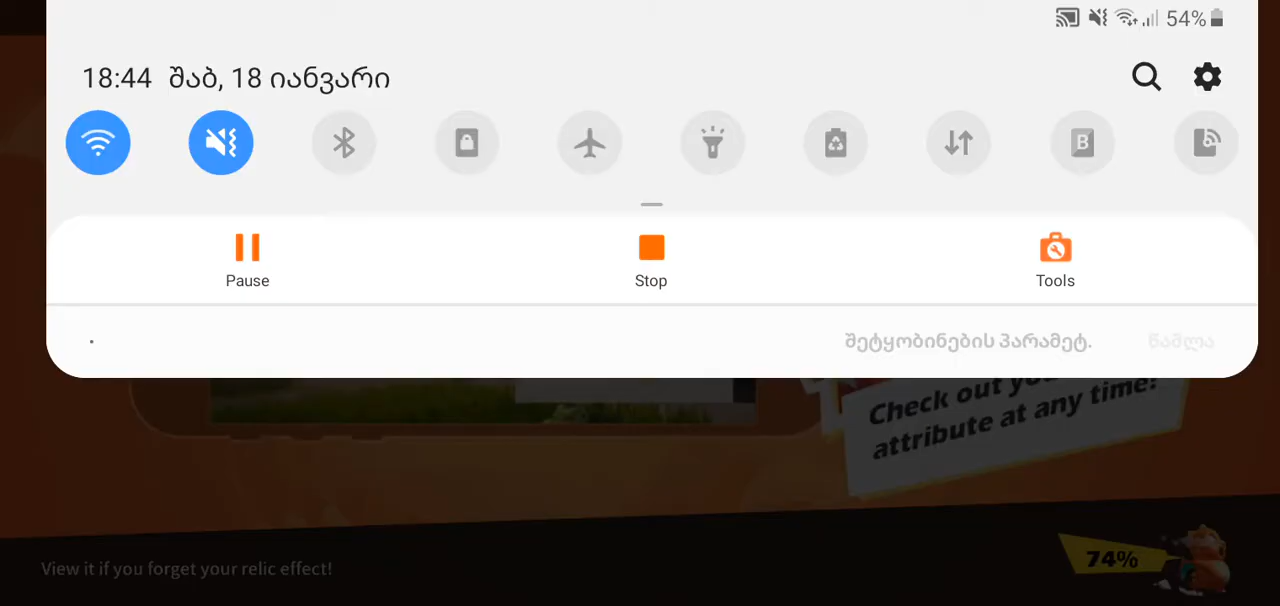 54%
18:44 შაბ, 18 იანვარი
B
Pause
Stop
Tools
შეტყობინების პარამეტ. წაშლა
Check out
attribute at any time!
View it if you forget your relic effect!
74%